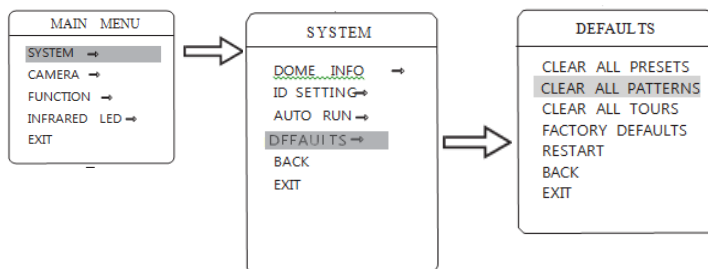 MAIN MENU
SYSTEM →
CAMERA →
FUNCTION →
INFRARED LED →
EXIT
SYSTEM
DOME INFO →
ID SETTING→
AUTO RUN →
DFFAUITS →
BACK
EXIT
DEFAULTS
CLEAR ALL PRESETS
CLEAR ALL PATTERNS
CLEAR ALL TOURS
FACTORY DEFAULTS
RESTART
BACK
EXIT